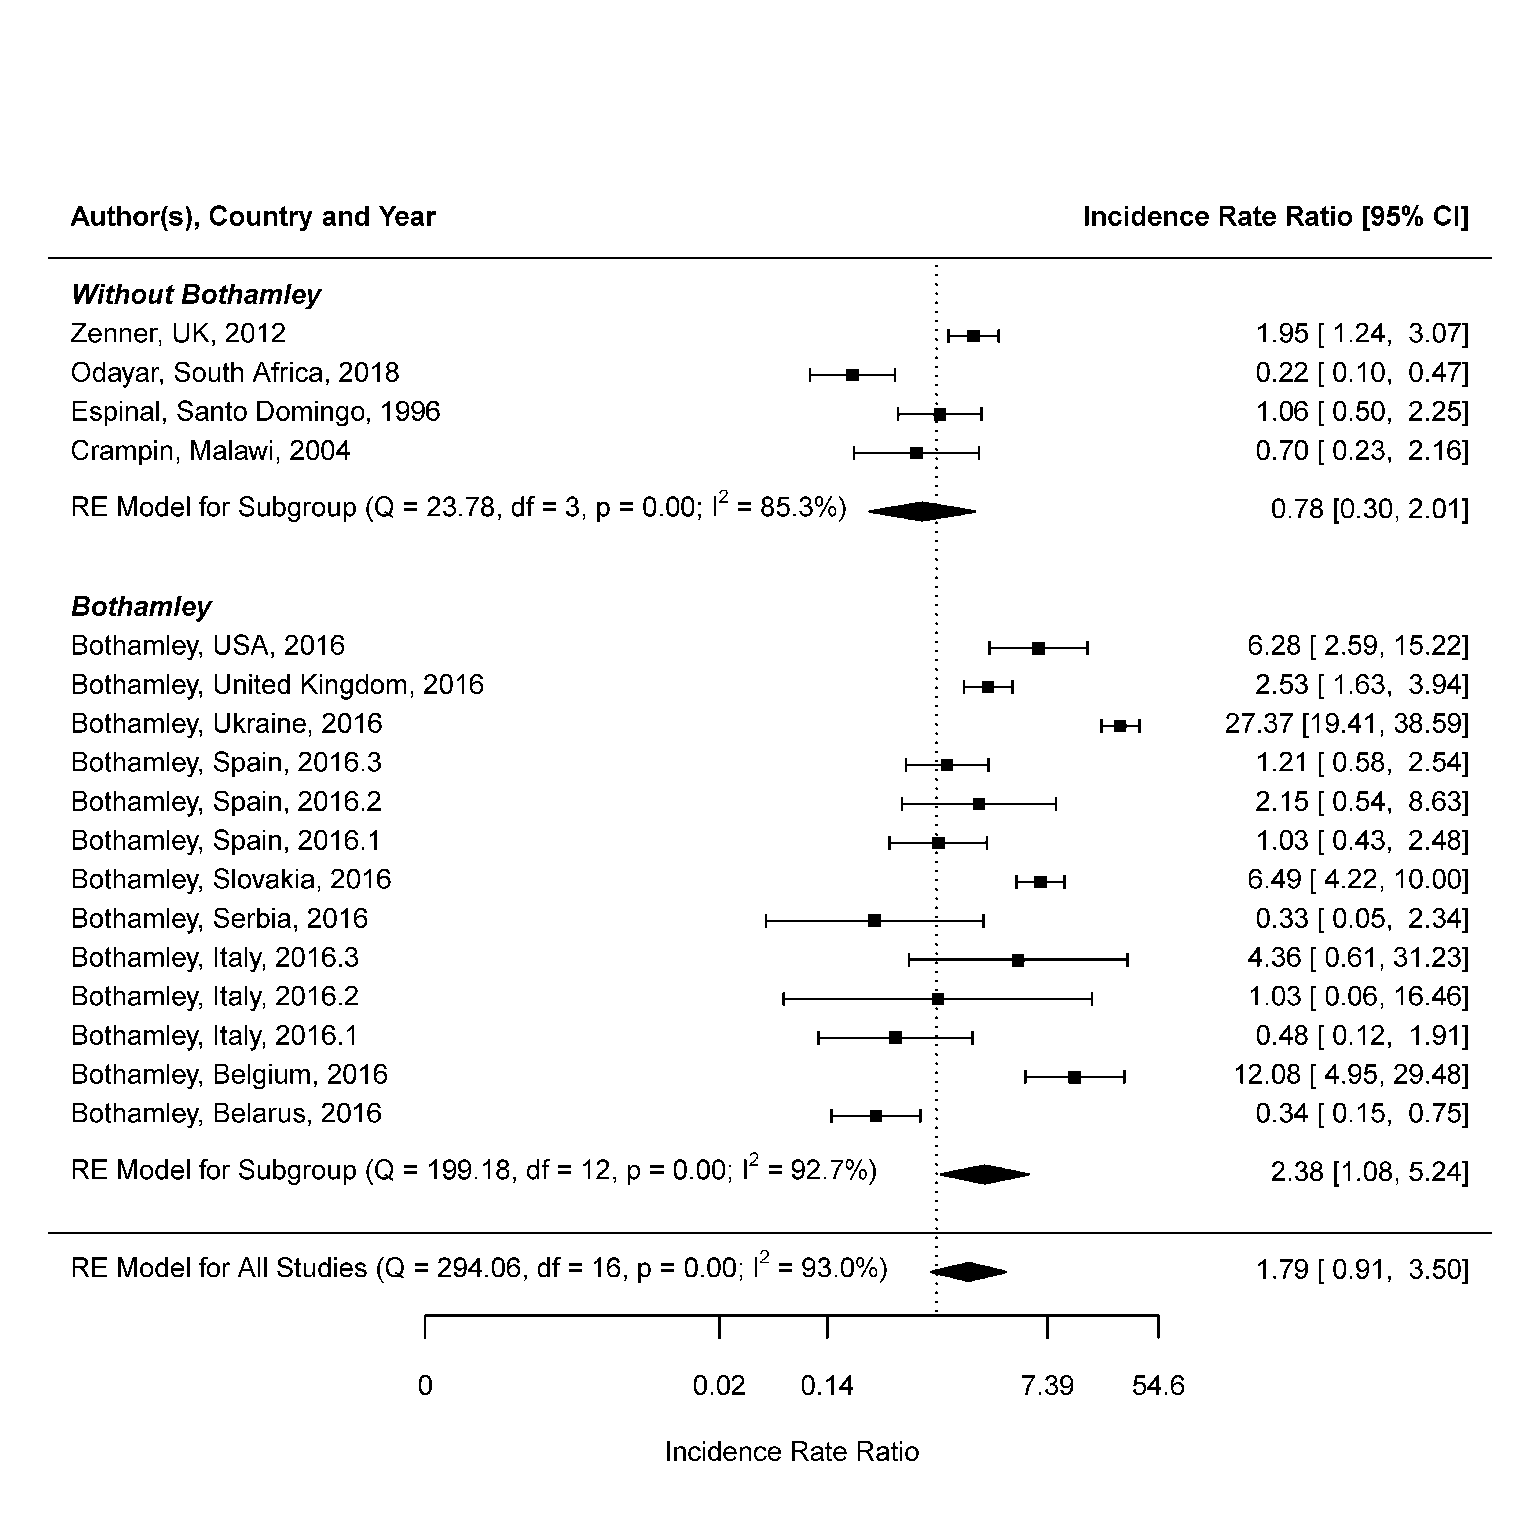 Author(s), Country and Year Incidence Rate Ratio [95% CI]
Without Bothamley
Zenner, UK, 2012 1.95 [ 1.24, 3.07]
Odayar, South Africa, 2018 0.22 [ 0.10, 0.47]
Espinal, Santo Domingo, 1996 1.06 [ 0.50, 2.25]
Crampin, Malawi, 2004 0.70 [ 0.23, 2.16]
RE Model for Subgroup (Q = 23.78, df = 3, p = 0.00; I² = 85.3%) 0.78 [0.30, 2.01]
Bothamley
Bothamley, USA, 2016 6.28 [ 2.59, 15.22]
Bothamley, United Kingdom, 2016 2.53 [ 1.63, 3.94]
Bothamley, Ukraine, 2016 27.37 [19.41, 38.59]
Bothamley, Spain, 2016.3 1.21 [ 0.58, 2.54]
Bothamley, Spain, 2016.2 2.15 [ 0.54, 8.63]
Bothamley, Spain, 2016.1 1.03 [ 0.43, 2.48]
Bothamley, Slovakia, 2016 6.49 [ 4.22, 10.00]
Bothamley, Serbia, 2016 0.33 [ 0.05, 2.34]
Bothamley, Italy, 2016.3 4.36 [ 0.61, 31.23]
Bothamley, Italy, 2016.2 1.03 [ 0.06, 16.46]
Bothamley, Italy, 2016.1 0.48 [ 0.12, 1.91]
Bothamley, Belgium, 2016 12.08 [ 4.95, 29.48]
Bothamley, Belarus, 2016 0.34 [ 0.15, 0.75]
RE Model for Subgroup (Q = 199.18, df = 12, p = 0.00; I² = 92.7%) 2.38 [1.08, 5.24]
RE Model for All Studies (Q = 294.06, df = 16, p = 0.00; I² = 93.0%) 1.79 [ 0.91, 3.50]
0 0.02 0.14 7.39 54.6
Incidence Rate Ratio